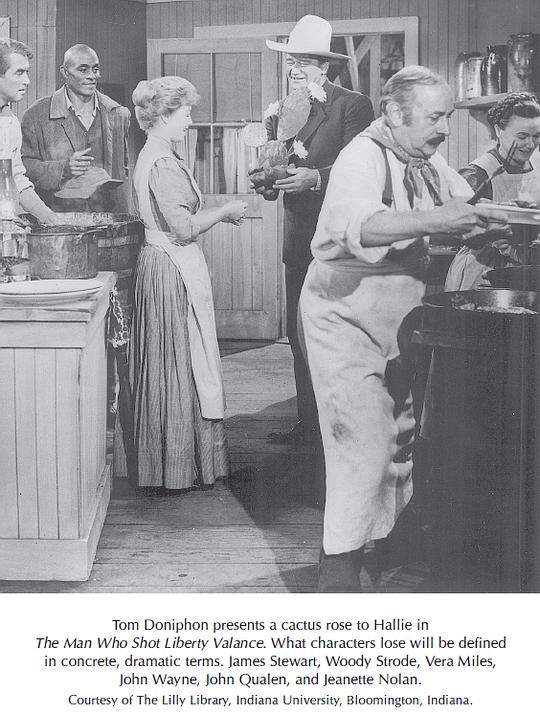 Tom Doniphon presents a cactus rose to Hallie in
The Man Who Shot Liberty Valance. What characters lose will be defined
in concrete, dramatic terms. James Stewart, Woody Strode, Vera Miles,
John Wayne, John Qualen, and Jeanette Nolan.
Courtesy of The Lilly Library, Indiana University, Bloomington, Indiana.